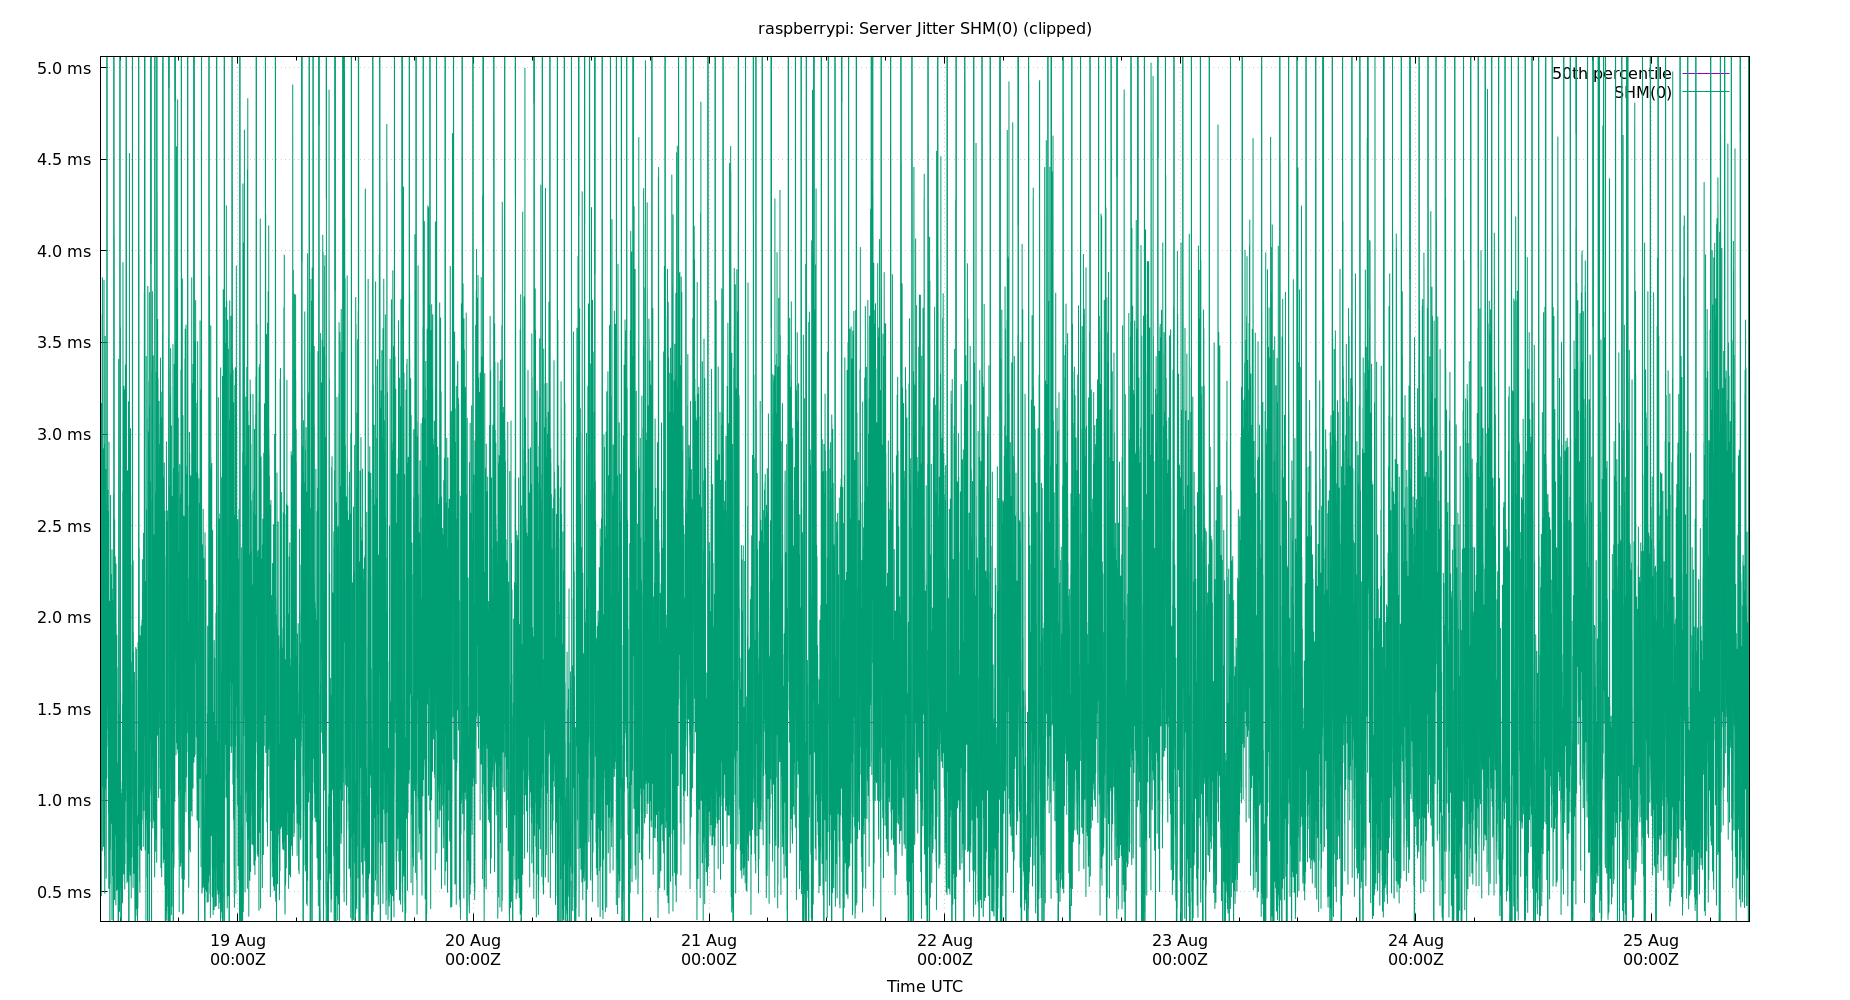 raspberrypi: Server Jitter SHM(0) (clipped)
50th percentile
SHM(0)
5.0 ms
4.5 ms
4.0 ms
3.5 ms
3.0 ms
2.5 ms
2.0 ms
1.5 ms
1.0 ms
0.5 ms
19 Aug 20 Aug 21 Aug 22 Aug 23 Aug 24 Aug 25 Aug
00:00Z 00:00Z 00:00Z 00:00Z 00:00Z 00:00Z 00:00Z
Time UTC